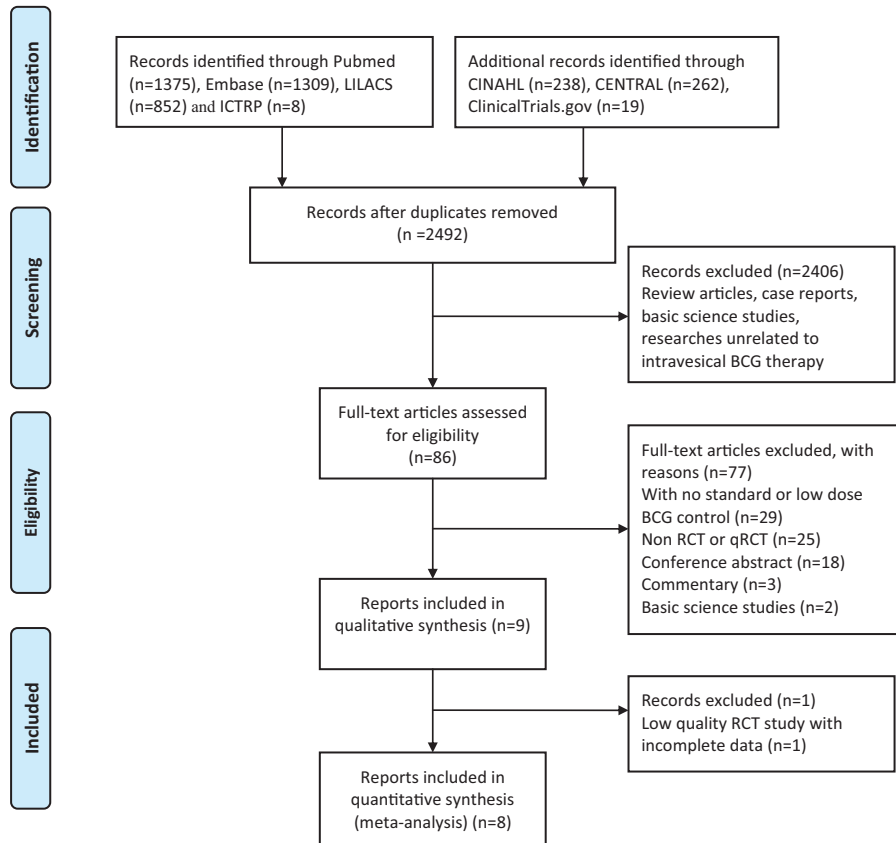 Identification
Records identified through Pubmed
(n=1375), Embase (n=1309), LILACS
(n=852) and ICTRP (n=8)
Additional records identified through
CINAHL (n=238), CENTRAL (n=262),
ClinicalTrials.gov (n=19)
Records after duplicates removed
(n =2492)
Screening
Records excluded (n=2406)
Review articles, case reports,
basic science studies,
researches unrelated to
intravesical BCG therapy
Full-text articles assessed
for eligibility
(n=86)
Eligibility
Full-text articles excluded, with
reasons (n=77)
With no standard or low dose
BCG control (n=29)
Non RCT or qRCT (n=25)
Conference abstract (n=18)
Commentary (n=3)
Basic science studies (n=2)
Reports included in
qualitative synthesis (n=9)
Included
Records excluded (n=1)
Low quality RCT study with
incomplete data (n=1)
Reports included in
quantitative synthesis
(meta-analysis) (n=8)